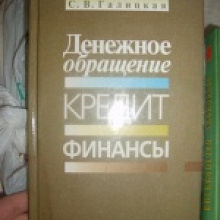 С. В. Галицкая
Денежное
обращение
КРЕДИТ
ФИНАНСЫ